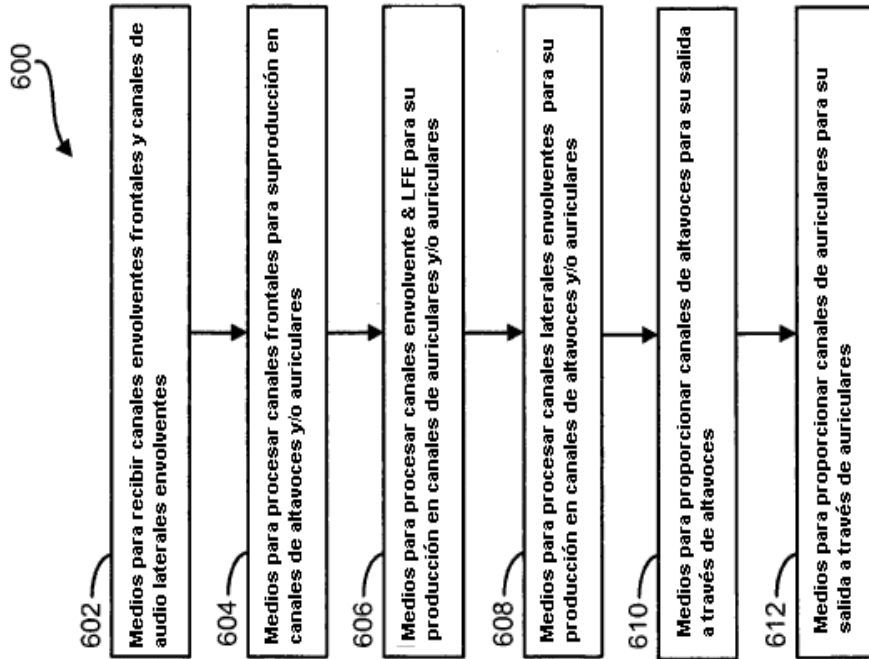 600
602
Medios para recibir canales envolventes frontales y canales de
audio laterales envolventes
604
Medios para procesar canales frontales para suproducción en
canales de altavoces y/o auriculares
606
Medios para procesar canales envolvente & LFE para su
producción en canales de auriculares y/o auriculares
608
Medios para procesar canales laterales envolventes para su
producción en canales de altavoces y/o auriculares
610
Medios para proporcionar canales de altavoces para su salida
a través de altavoces
612
Medios para proporcionar canales de auriculares para su
salida a través de auriculares